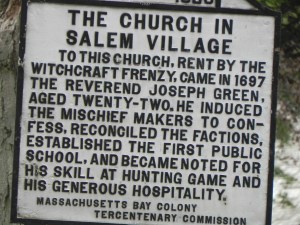 THE CHURCH IN
SALEM VILLAGE
TO THIS CHURCH, RENT BY THE
WITCHCRAFT FRENZY, CAME IN 1697
THE REVEREND JOSEPH GREEN,
AGED TWENTY-TWO. HE INDUCED
THE MISCHIEF MAKERS TO CON-
FESS, RECONCILED THE FACTIONS,
ESTABLISHED THE FIRST PUBLIC
SCHOOL, AND BECAME NOTED FOR
HIS SKILL AT HUNTING GAME AND
HIS GENEROUS HOSPITALITY.
MASSACHUSETTS BAY COLONY
TERCENTENARY COMMISSION